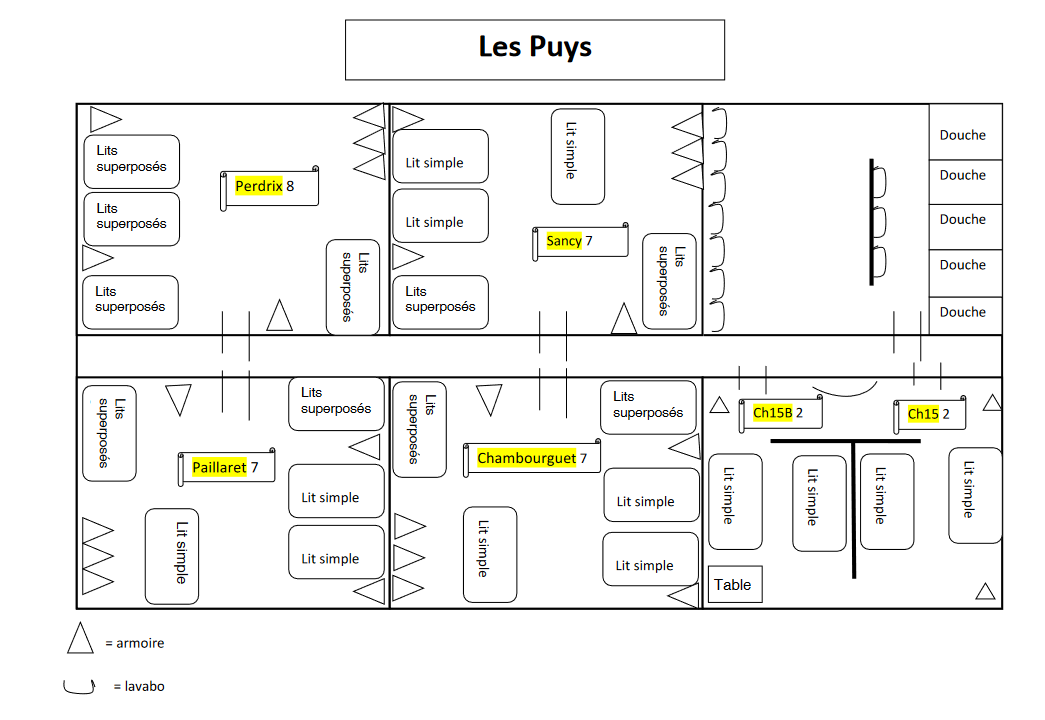 Les Puys
Lits
superposés
Perdrix 8
Lits
superposés
Lits
superposés
Lits
superposés
Lit simple
Lit simple
Lit simple
Sancy 7
Lits
superposés
Lits
superposés
Douche
Douche
Douche
Douche
Douche
Lits
superposés
Lits
superposés
Paillaret 7
Lit simple
Lit simple
Lit simple
Lits
superposés
Lits
superposés
Chambourguet 7
Lit simple
Lit simple
Lit simple
Ch15B 2
Ch15 2
Lit simple
Lit simple
Lit simple
Lit simple
Table
= armoire
= lavabo